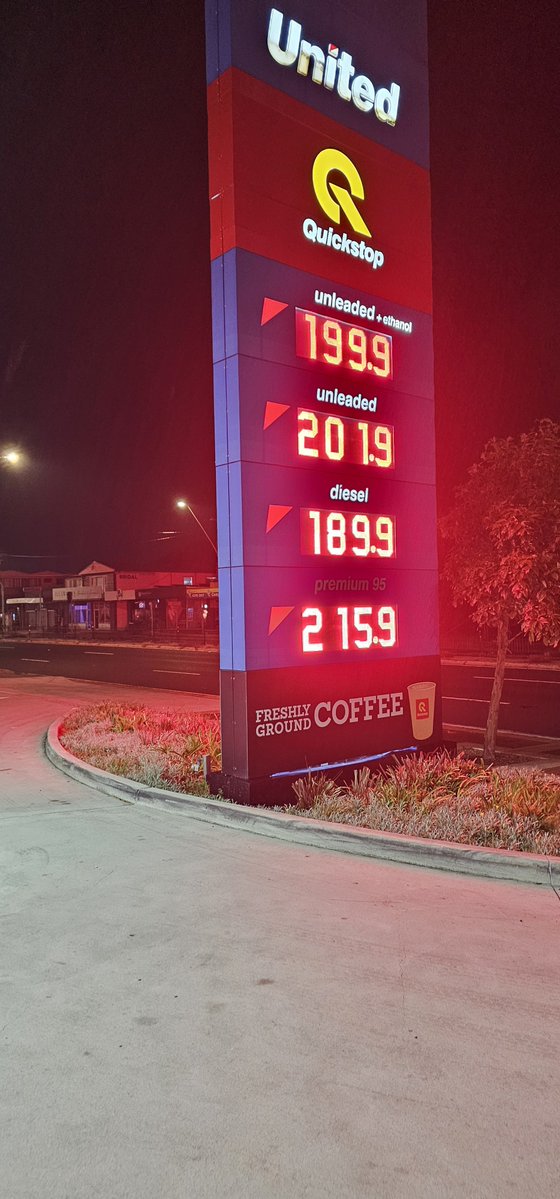 United
Quickstop
unleaded + ethanol
199.9
unleaded
201.9
diesel
189.9
premium 95
215.9
FRESHLY
GROUND
COFFEE